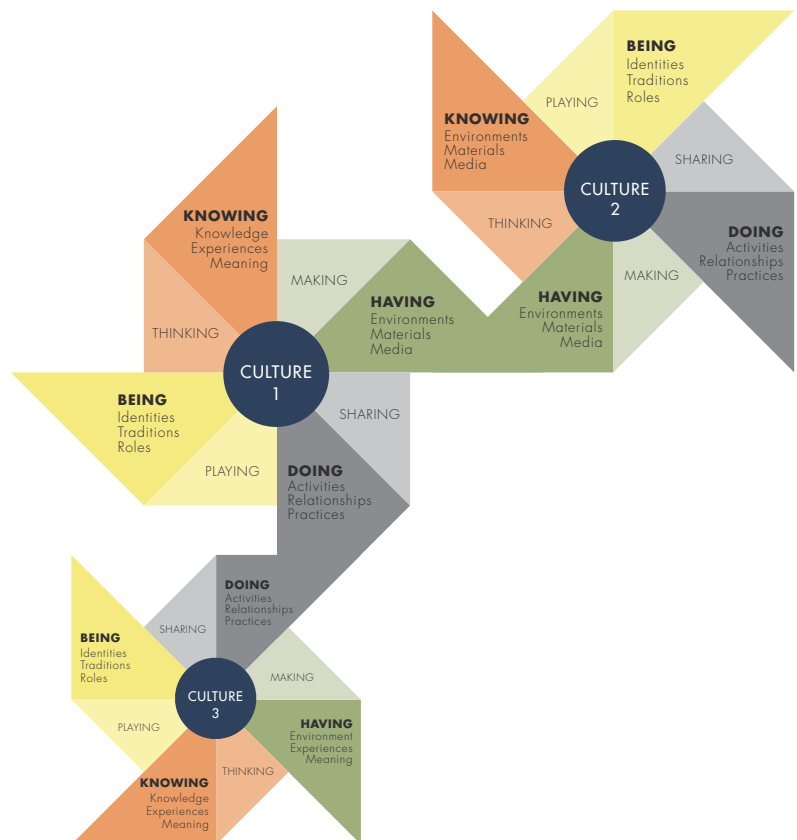 KNOWING
Knowledge
Experiences
Meaning
MAKING
HAVING
Environments
Materials
Media
THINKING
CULTURE
1
SHARING
BEING
Identities
Traditions
Roles
PLAYING
DOING
Activities
Relationships
Practices
KNOWING
Environments
Materials
Media
PLAYING
BEING
Identities
Traditions
Roles
SHARING
CULTURE
2
THINKING
DOING
Activities
Relationships
Practices
HAVING
Environments
Materials
Media
MAKING
DOING
Activities
Relationships
Practices
SHARING
BEING
Identities
Traditions
Roles
CULTURE
3
MAKING
PLAYING
HAVING
Environment
Experiences
Meaning
THINKING
KNOWING
Knowledge
Experiences
Meaning